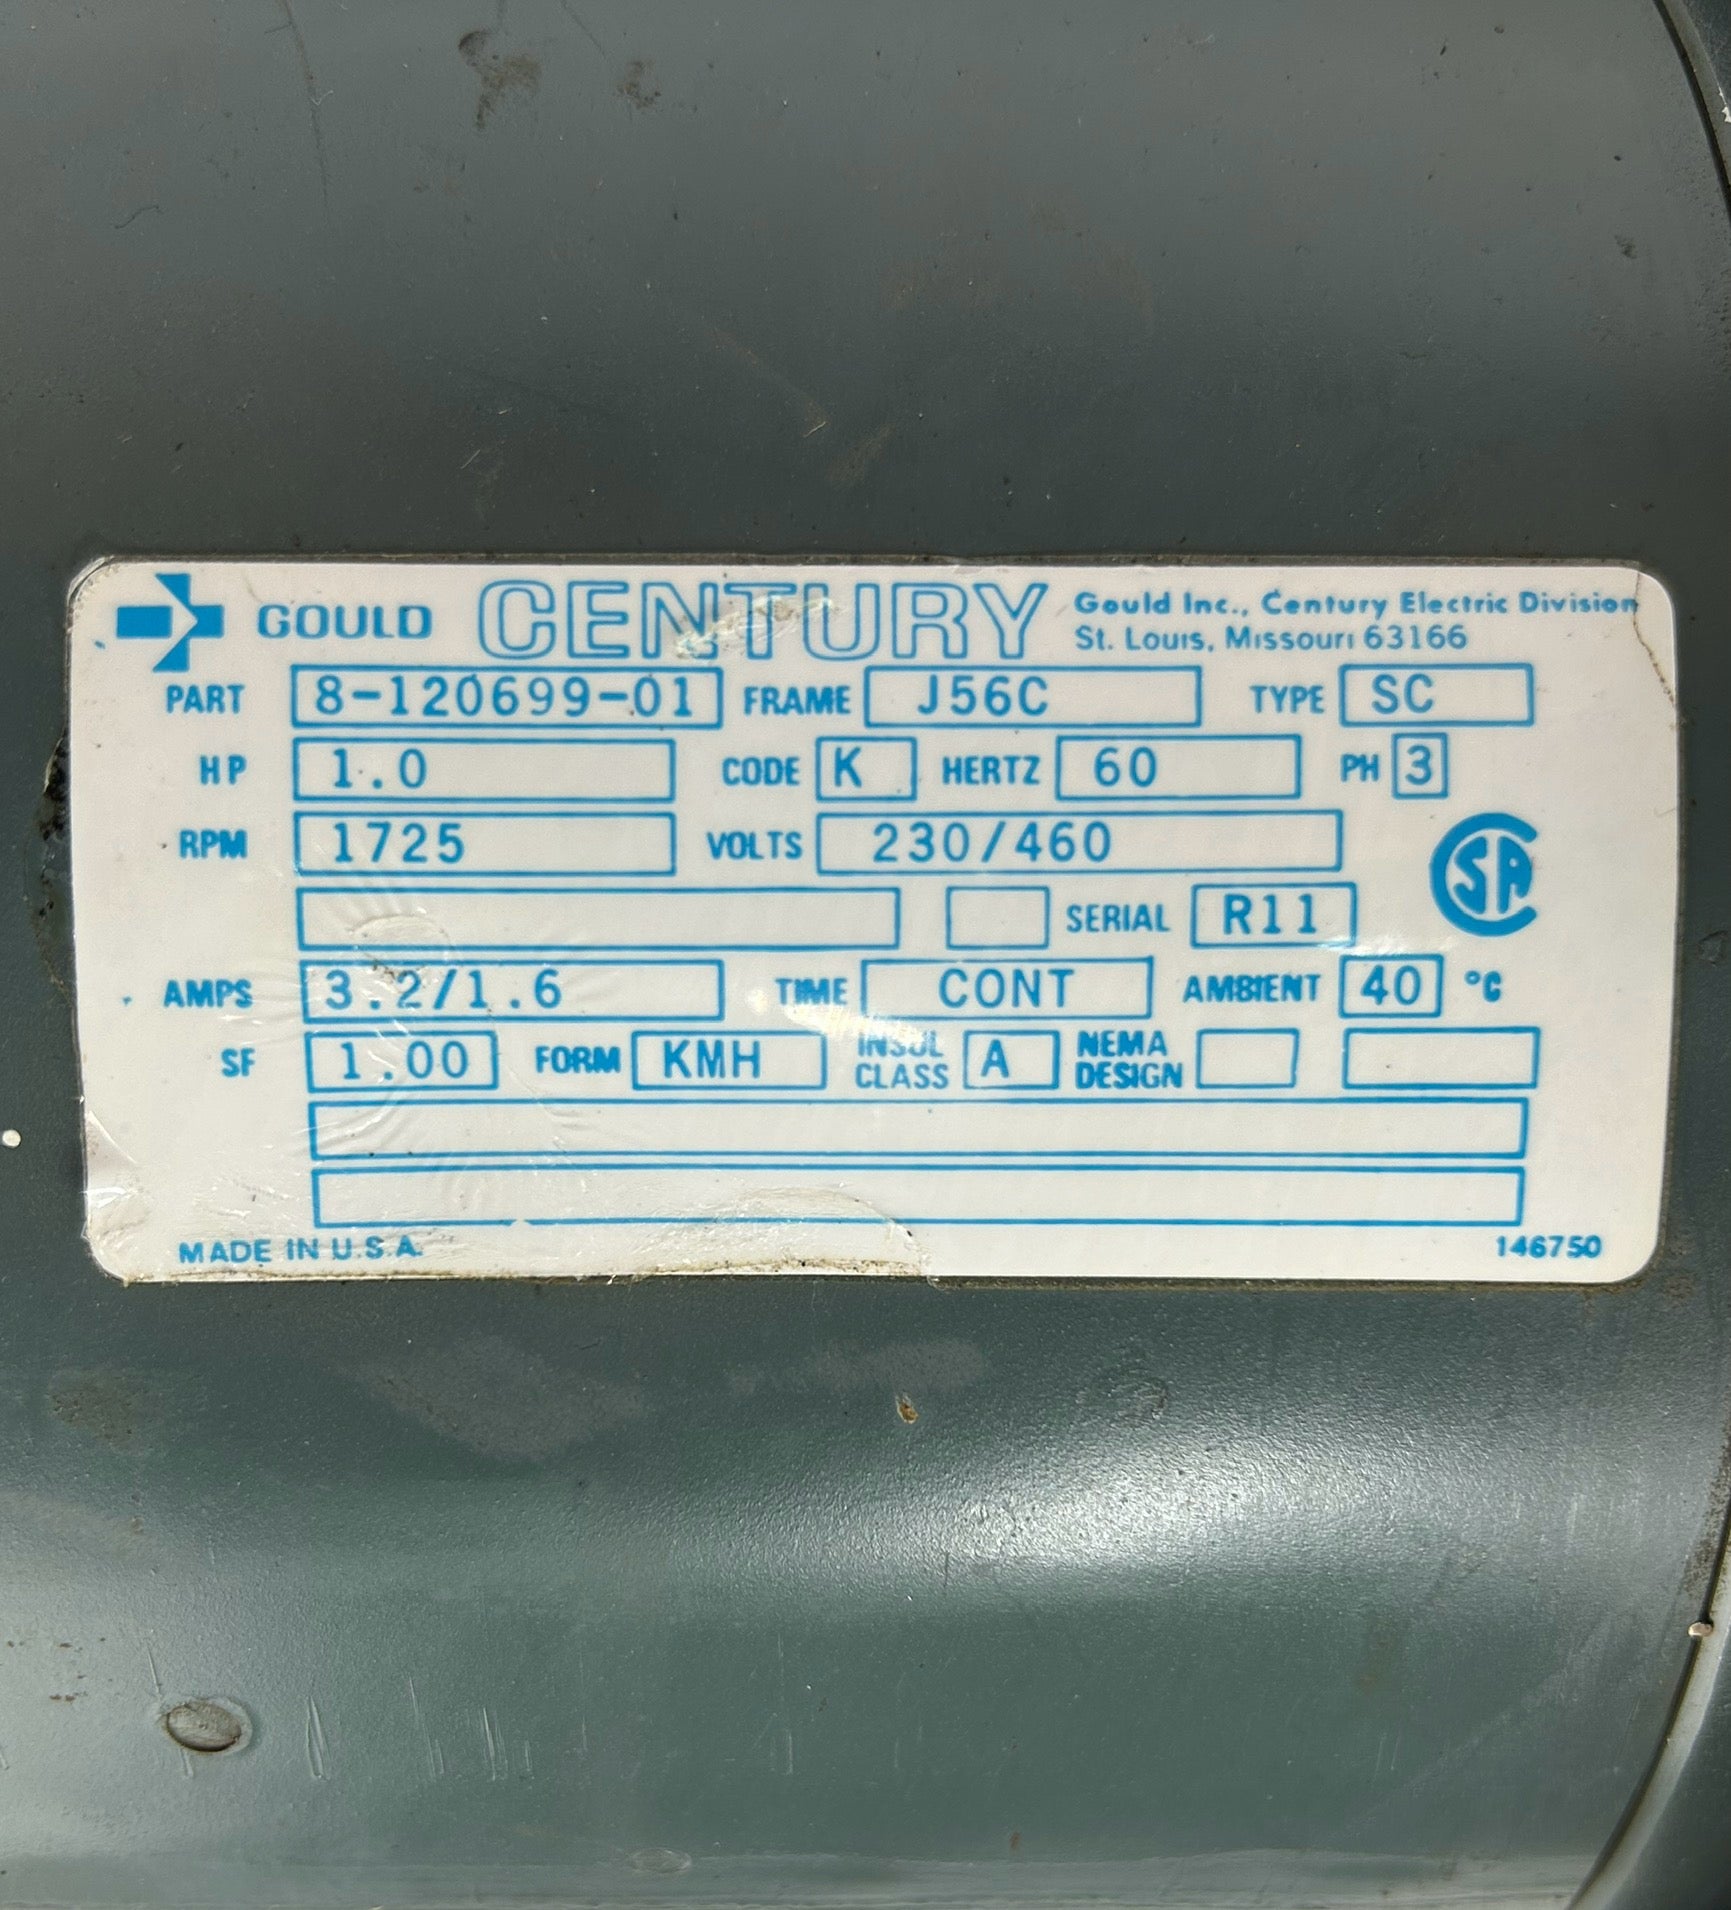 GOULD CENTURY Gould Inc., Century Electric Division
St. Louis, Missouri 63166
PART 8-120699-01 FRAME J56C TYPE SC
HP 1.0 CODE K HERTZ 60 PH 3
RPM 1725 VOLTS 230/460
SERIAL R11 SA
AMPS 3.2/1.6 TIME CONT AMBIENT 40 °C
SF 1.00 FORM KMH INSUL CLASS A NEMA DESIGN
MADE IN U.S.A. 146750